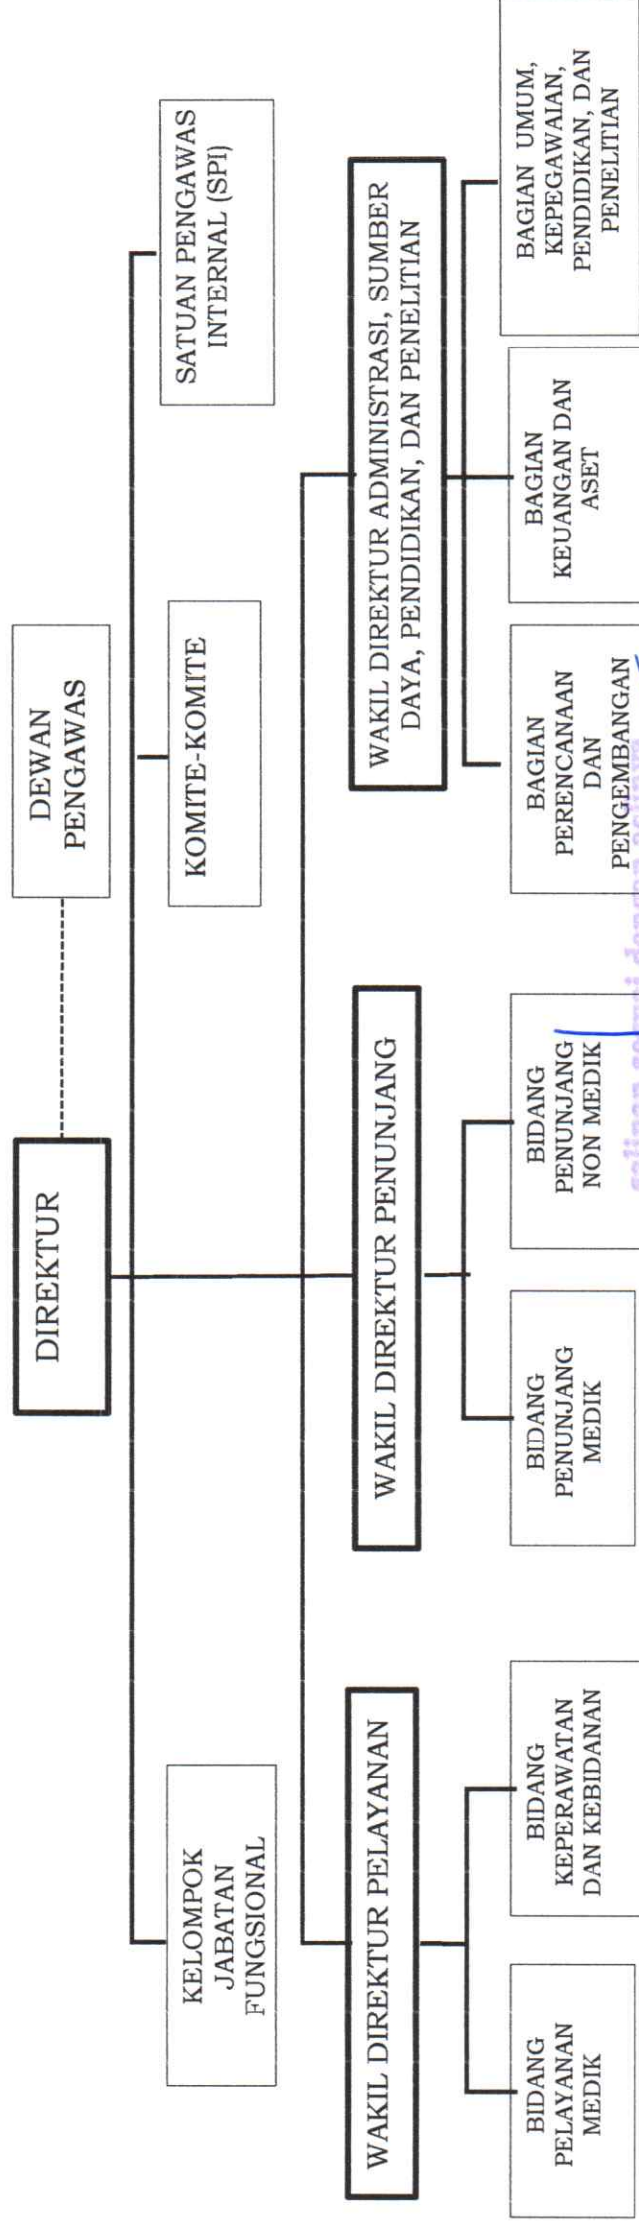 DIREKTUR
DEWAN
PENGAWAS
KELOMPOK
JABATAN
FUNGSIONAL
KOMITE-KOMITE
SATUAN PENGAWAS
INTERNAL (SPI)
WAKIL DIREKTUR PELAYANAN
WAKIL DIREKTUR PENUNJANG
WAKIL DIREKTUR ADMINISTRASI, SUMBER
DAYA, PENDIDIKAN, DAN PENELITIAN
BIDANG
PELAYANAN
MEDIK
BIDANG
KEPERAWATAN
DAN KEBIDANAN
BIDANG
PENUNJANG
MEDIK
BIDANG
PENUNJANG
NON MEDIK
BAGIAN
PERENCANAAN
DAN
PENGEMBANGAN
BAGIAN
KEUANGAN DAN
ASET
BAGIAN UMUM,
KEPEGAWAIAN,
PENDIDIKAN, DAN
PENELITIAN